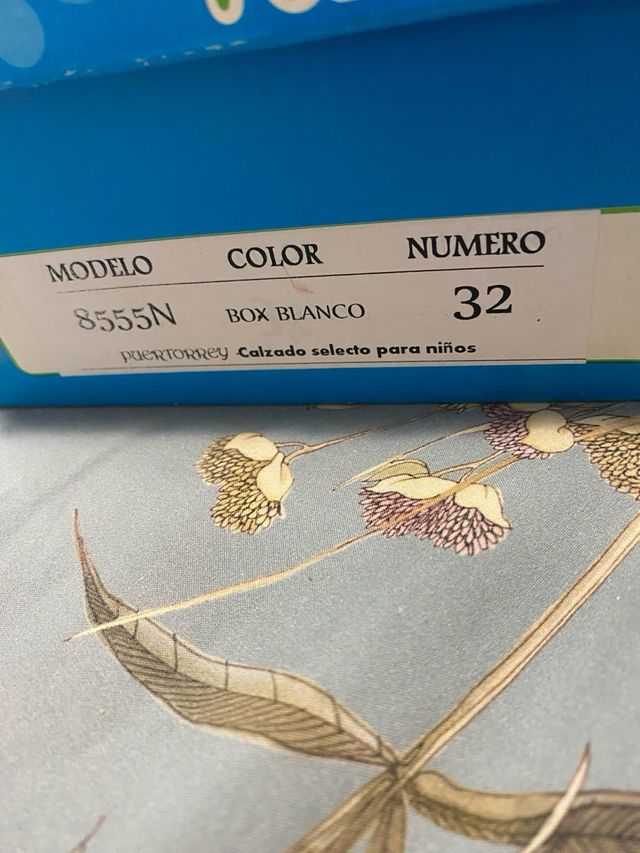 MODELO COLOR NUMERO
8555N BOX BLANCO 32
PUERTORREY Calzado selecto para niños